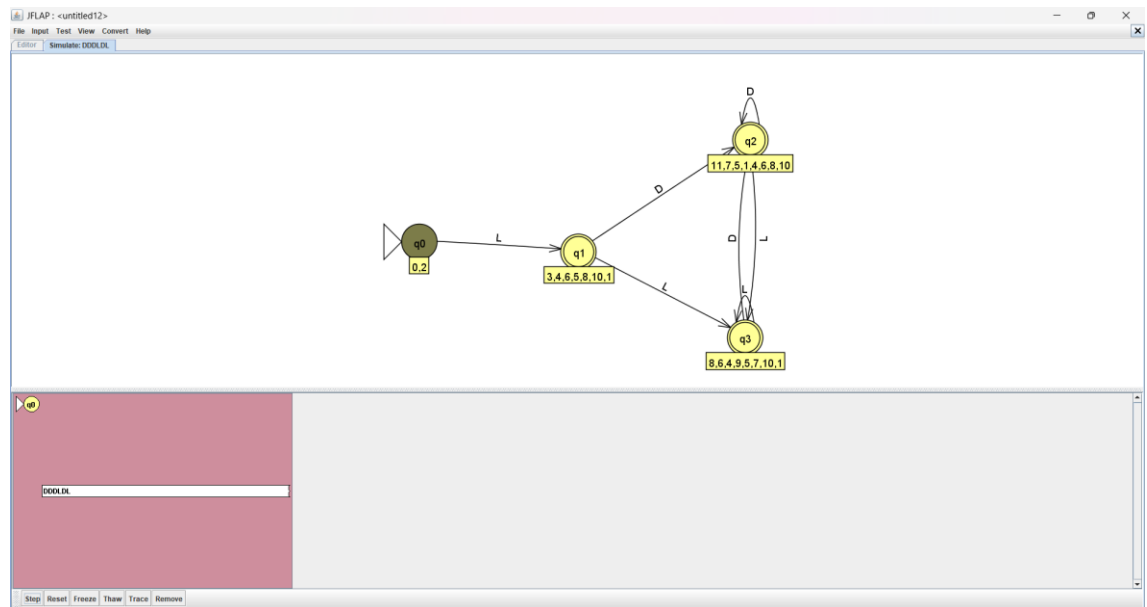 JFLAP : <untitled12>
File Input Test View Convert Help
Editor Simulate: DDDLDL
D
q2
11,7,5,1,4,6,8,10
D
q0
0,2
L
q1
3,4,6,5,8,10,1
D
L
L
L
q3
8,6,4,9,5,7,10,1
q0
DDDLDL
Stop Reset Freeze Thaw Trace Remove